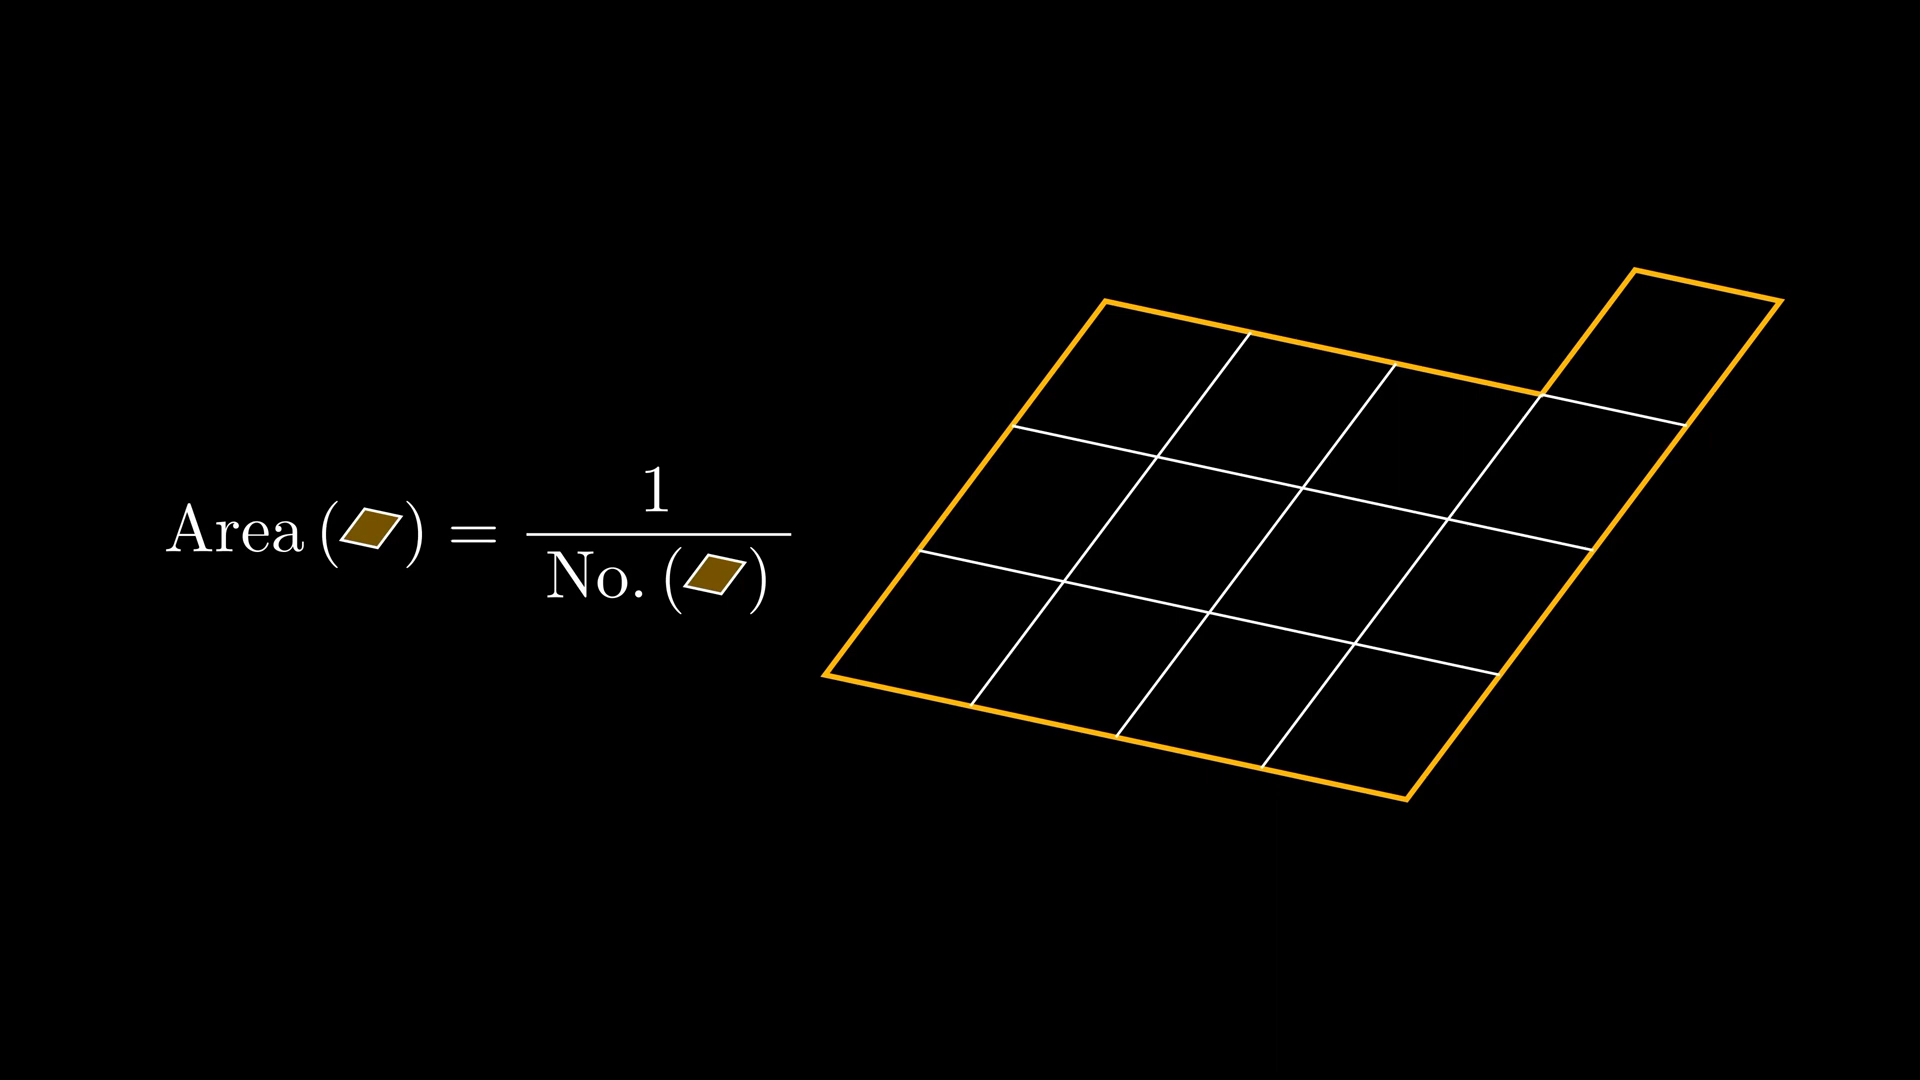 Area ( ) = 1
No. ( )